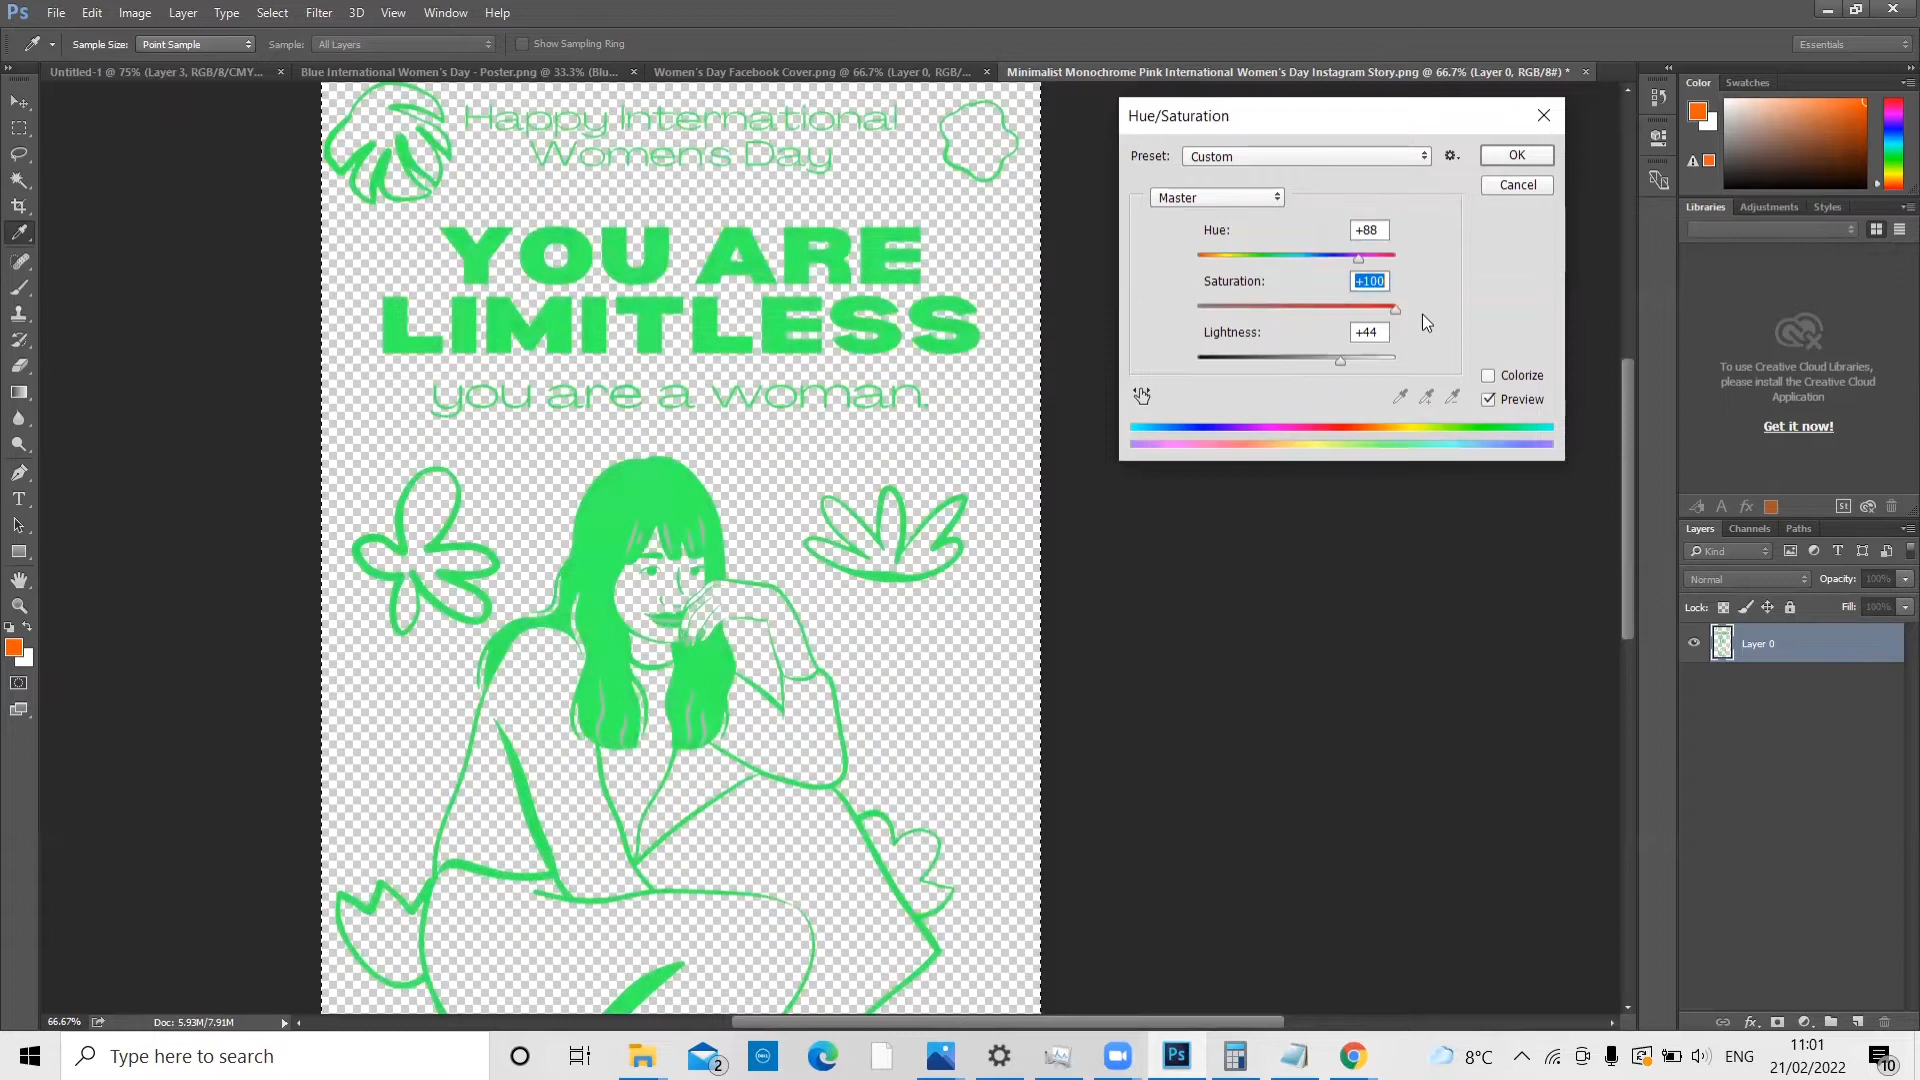 Ps File Edit Image Layer Type Select Filter 3D View Window Help
Sample Size: Point Sample Sample: All Layers Show Sampling Ring Essentials
Untitled-1 @ 75% (Layer 3, RGB/8/CMY... × Blue International Women's Day - Poster.png @ 33.3% (Blu... × Women's Day Facebook Cover.png @ 66.7% (Layer 0, RGB/... × Minimalist Monochrome Pink International Women's Day Instagram Story.png @ 66.7% (Layer 0, RGB/8#) * ×
Happy International
Women's Day
YOU ARE
LIMITLESS
you are a woman.
Hue/Saturation
Preset: Custom OK
Cancel
Master
Hue: +88
Saturation: +100
Lightness: +44
Colorize
Preview
Color Swatches
Libraries Adjustments Styles
To use Creative Cloud Libraries,
please install the Creative Cloud
Application
Get it now!
St
Layers Channels Paths
Kind
Normal Opacity: 100%
Lock: Fill: 100%
Layer 0
66.67% Doc: 5.93M/7.91M
Type here to search
2
DELL
Ps
8°C
ENG
11:01
21/02/2022
10